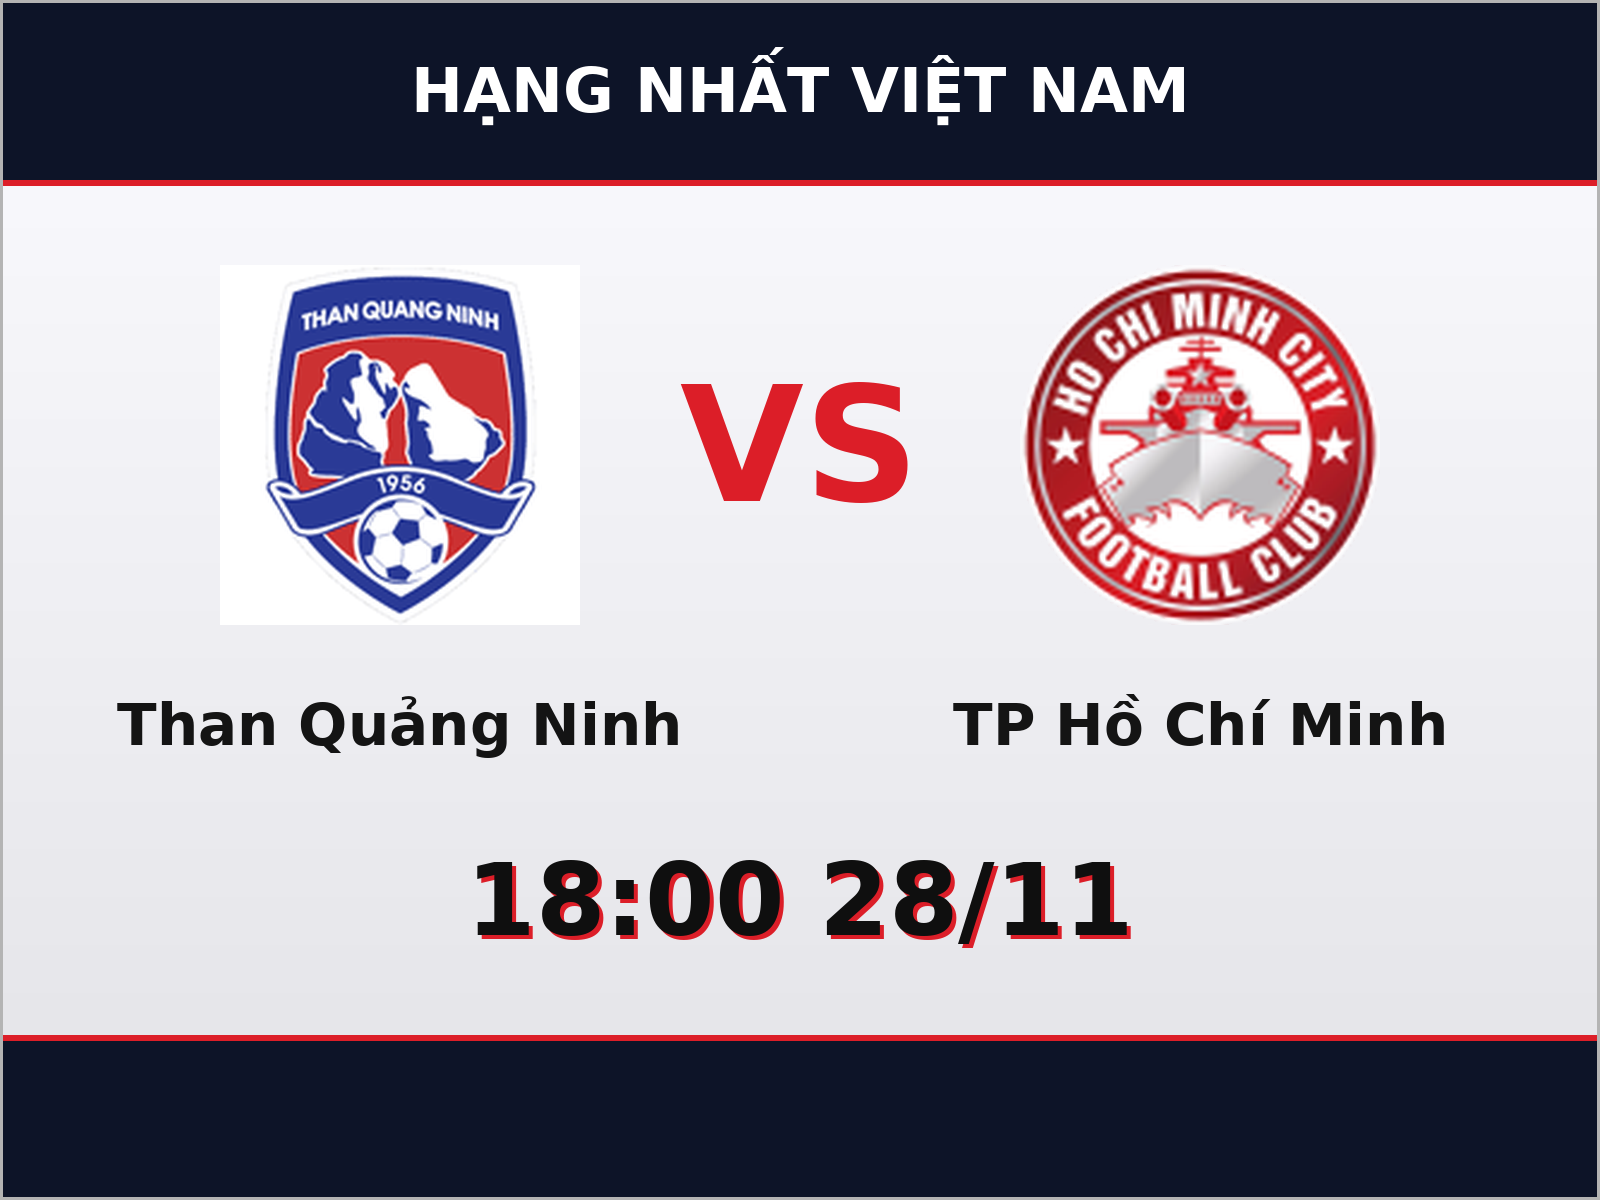 HẠNG NHẤT VIỆT NAM
THAN QUANG NINH
1956
VS
HO CHI MINH CITY
FOOTBALL CLUB
Than Quảng Ninh
TP Hồ Chí Minh
18:00 28/11